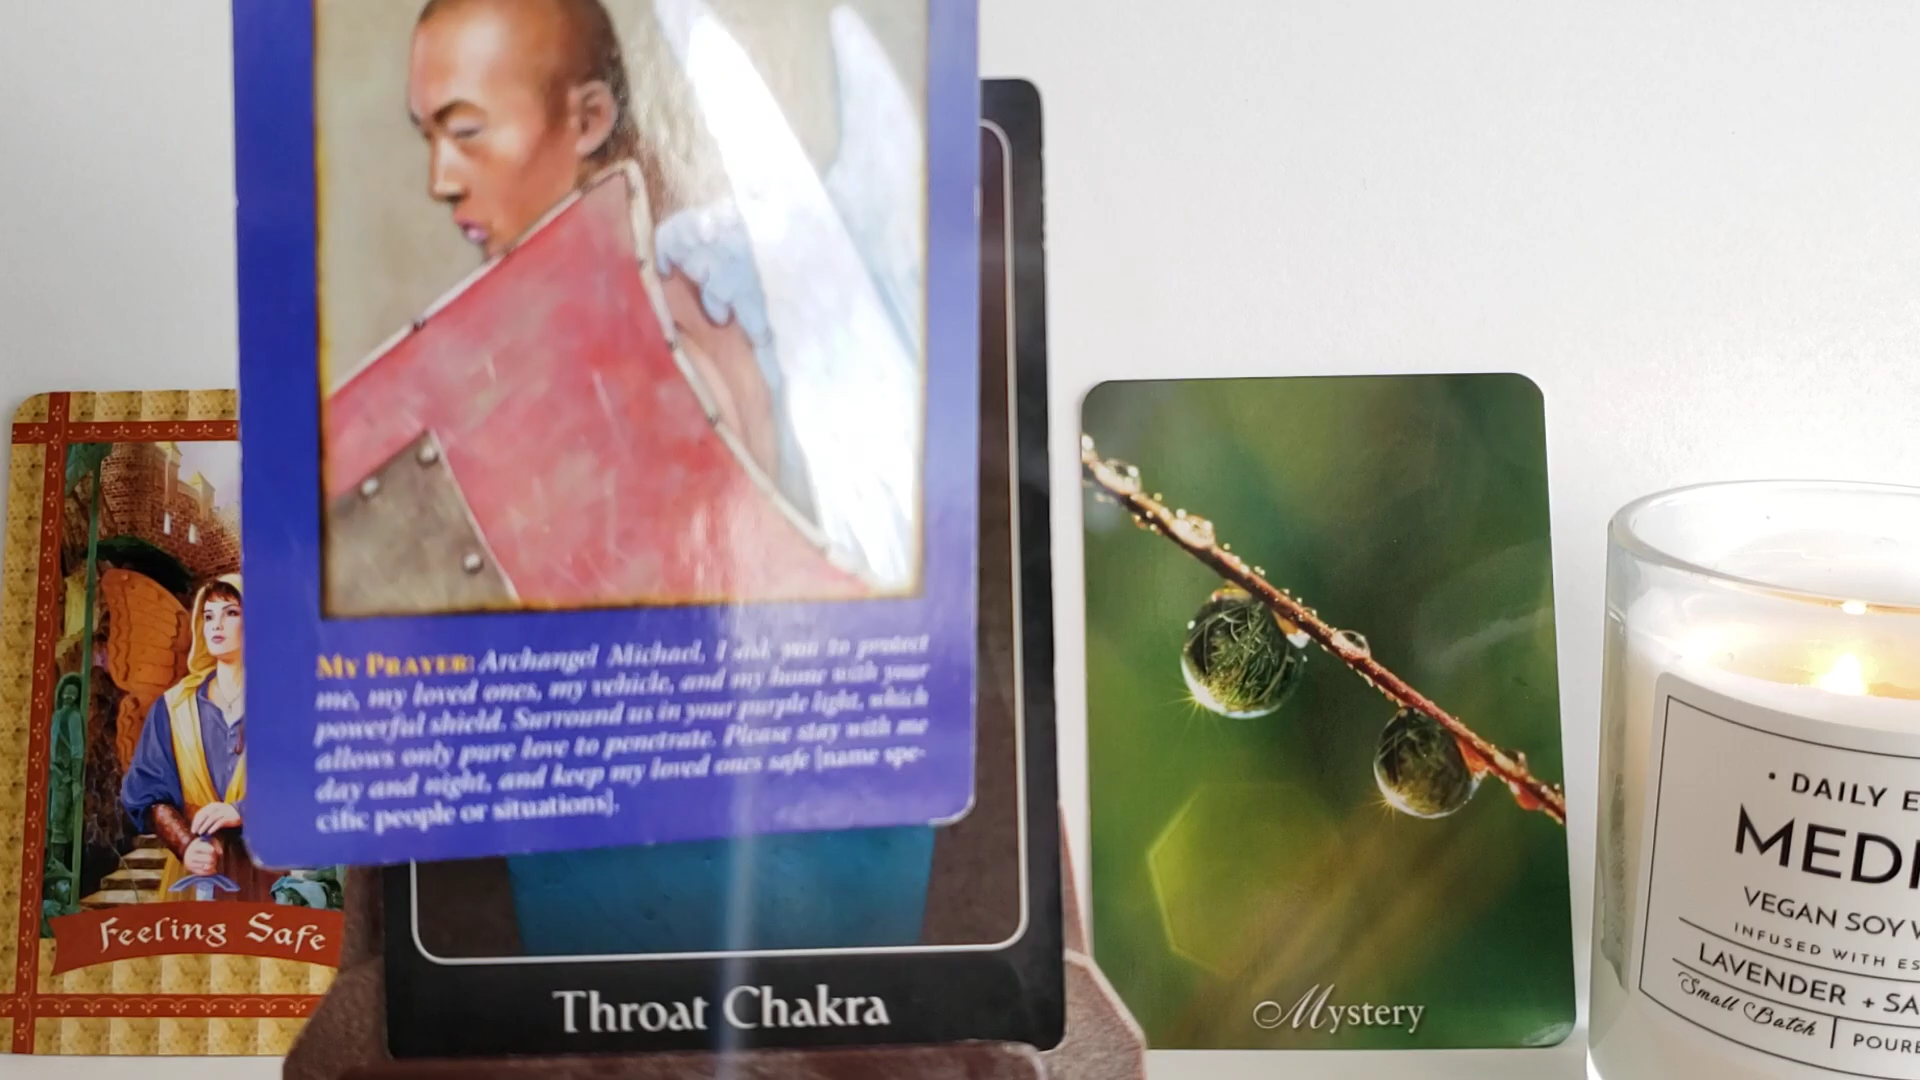 MY PRAYER: Archangel Michael, I ask you to protect
me, my loved ones, my vehicle, and my home with your
powerful shield. Surround us in your purple light, which
allows only pure love to penetrate. Please stay with me
day and night, and keep my loved ones safe [name spe-
cific people or situations].
Feeling Safe
Throat Chakra
Mystery
• DAILY E
MEDI
VEGAN SOY W
INFUSED WITH ES
LAVENDER + SA
Small Batch | POURE